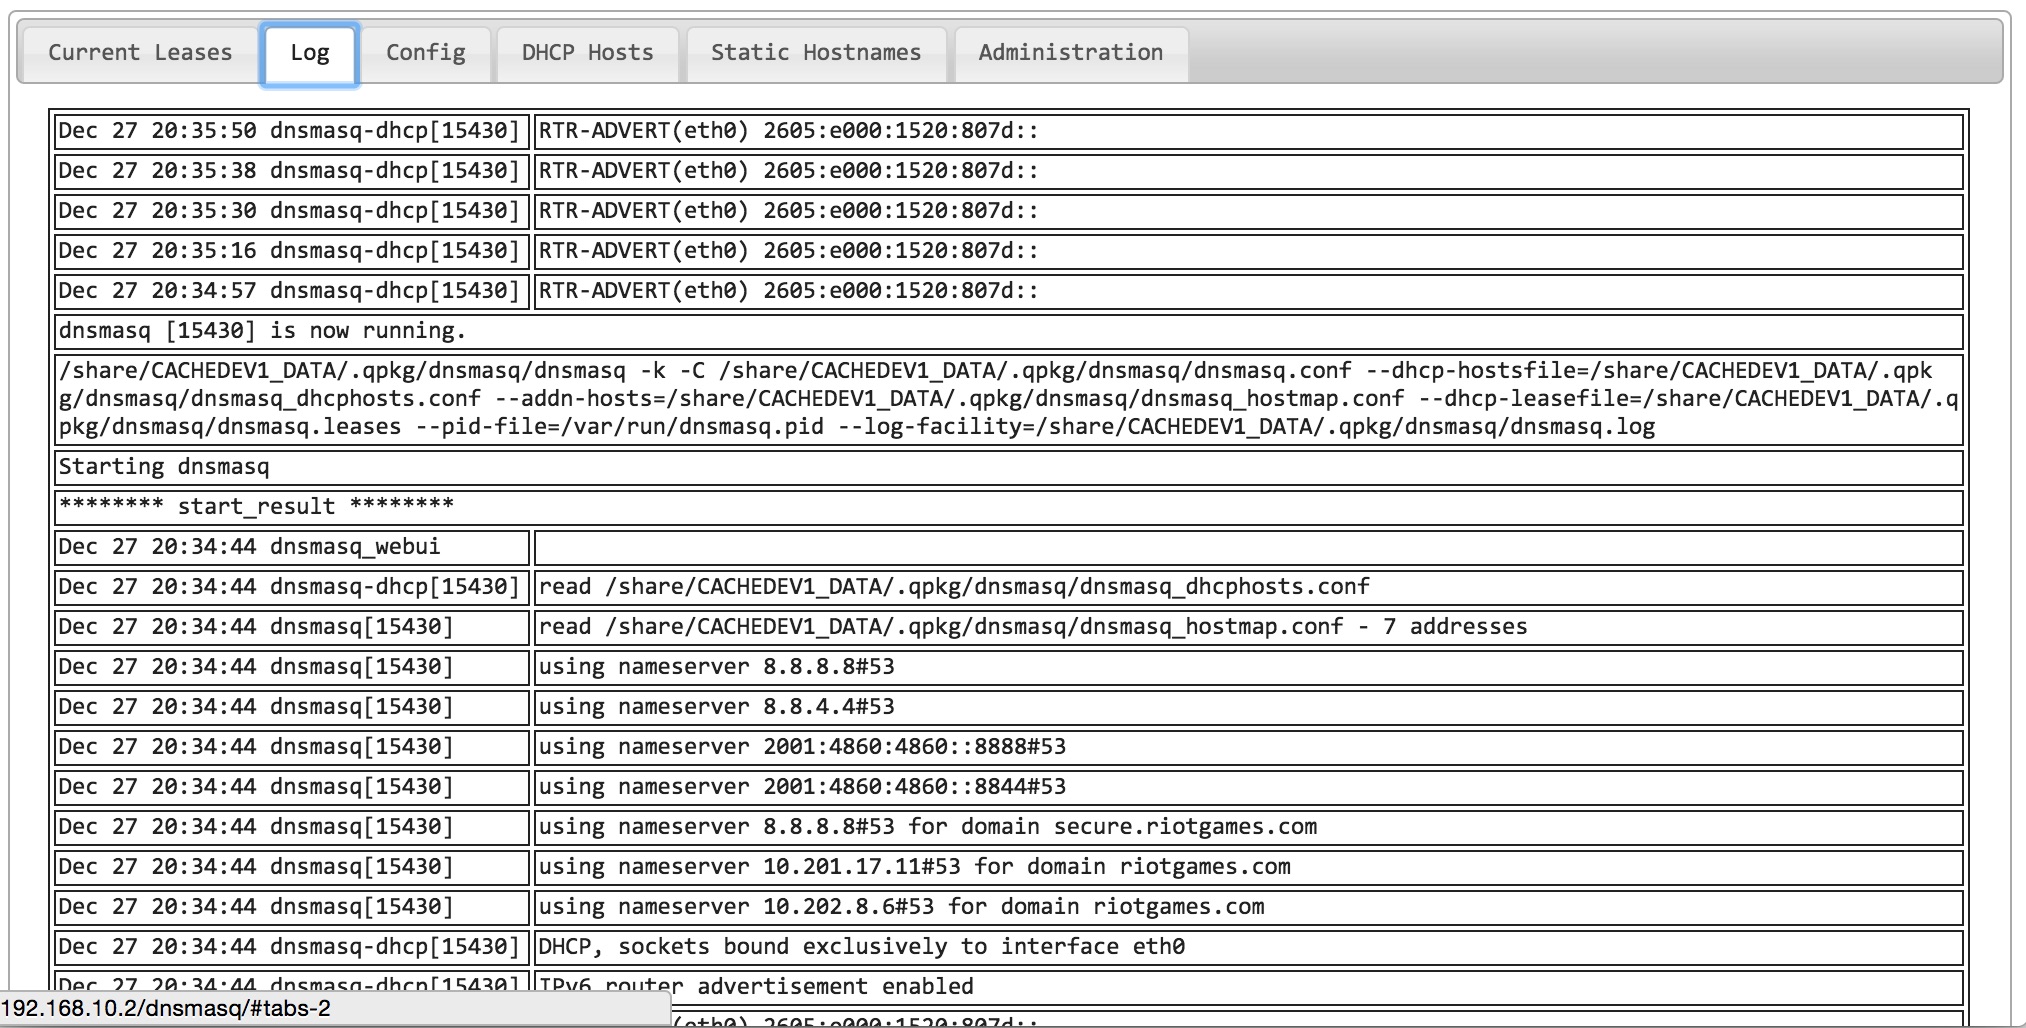 Current Leases Log Config DHCP Hosts Static Hostnames Administration
Dec 27 20:35:50 dnsmasq-dhcp[15430] RTR-ADVERT(eth0) 2605:e000:1520:807d::
Dec 27 20:35:38 dnsmasq-dhcp[15430] RTR-ADVERT(eth0) 2605:e000:1520:807d::
Dec 27 20:35:30 dnsmasq-dhcp[15430] RTR-ADVERT(eth0) 2605:e000:1520:807d::
Dec 27 20:35:16 dnsmasq-dhcp[15430] RTR-ADVERT(eth0) 2605:e000:1520:807d::
Dec 27 20:34:57 dnsmasq-dhcp[15430] RTR-ADVERT(eth0) 2605:e000:1520:807d::
dnsmasq [15430] is now running.
/share/CACHEDEV1_DATA/.qpkg/dnsmasq/dnsmasq -k -C /share/CACHEDEV1_DATA/.qpkg/dnsmasq/dnsmasq.conf --dhcp-hostsfile=/share/CACHEDEV1_DATA/.qpk
g/dnsmasq/dnsmasq_dhcphosts.conf --addn-hosts=/share/CACHEDEV1_DATA/.qpkg/dnsmasq/dnsmasq_hostmap.conf --dhcp-leasefile=/share/CACHEDEV1_DATA/.q
pkg/dnsmasq/dnsmasq.leases --pid-file=/var/run/dnsmasq.pid --log-facility=/share/CACHEDEV1_DATA/.qpkg/dnsmasq/dnsmasq.log
Starting dnsmasq
******** start_result ********
Dec 27 20:34:44 dnsmasq_webui
Dec 27 20:34:44 dnsmasq-dhcp[15430] read /share/CACHEDEV1_DATA/.qpkg/dnsmasq/dnsmasq_dhcphosts.conf
Dec 27 20:34:44 dnsmasq[15430] read /share/CACHEDEV1_DATA/.qpkg/dnsmasq/dnsmasq_hostmap.conf - 7 addresses
Dec 27 20:34:44 dnsmasq[15430] using nameserver 8.8.8.8#53
Dec 27 20:34:44 dnsmasq[15430] using nameserver 8.8.4.4#53
Dec 27 20:34:44 dnsmasq[15430] using nameserver 2001:4860:4860::8888#53
Dec 27 20:34:44 dnsmasq[15430] using nameserver 2001:4860:4860::8844#53
Dec 27 20:34:44 dnsmasq[15430] using nameserver 8.8.8.8#53 for domain secure.riotgames.com
Dec 27 20:34:44 dnsmasq[15430] using nameserver 10.201.17.11#53 for domain riotgames.com
Dec 27 20:34:44 dnsmasq[15430] using nameserver 10.202.8.6#53 for domain riotgames.com
Dec 27 20:34:44 dnsmasq-dhcp[15430] DHCP, sockets bound exclusively to interface eth0
Dec 27 20:34:44 dnsmasq-dhcp[15430] IPv6 router advertisement enabled
192.168.10.2/dnsmasq/#tabs-2
(eth0) 2605:e000:1520:807d::